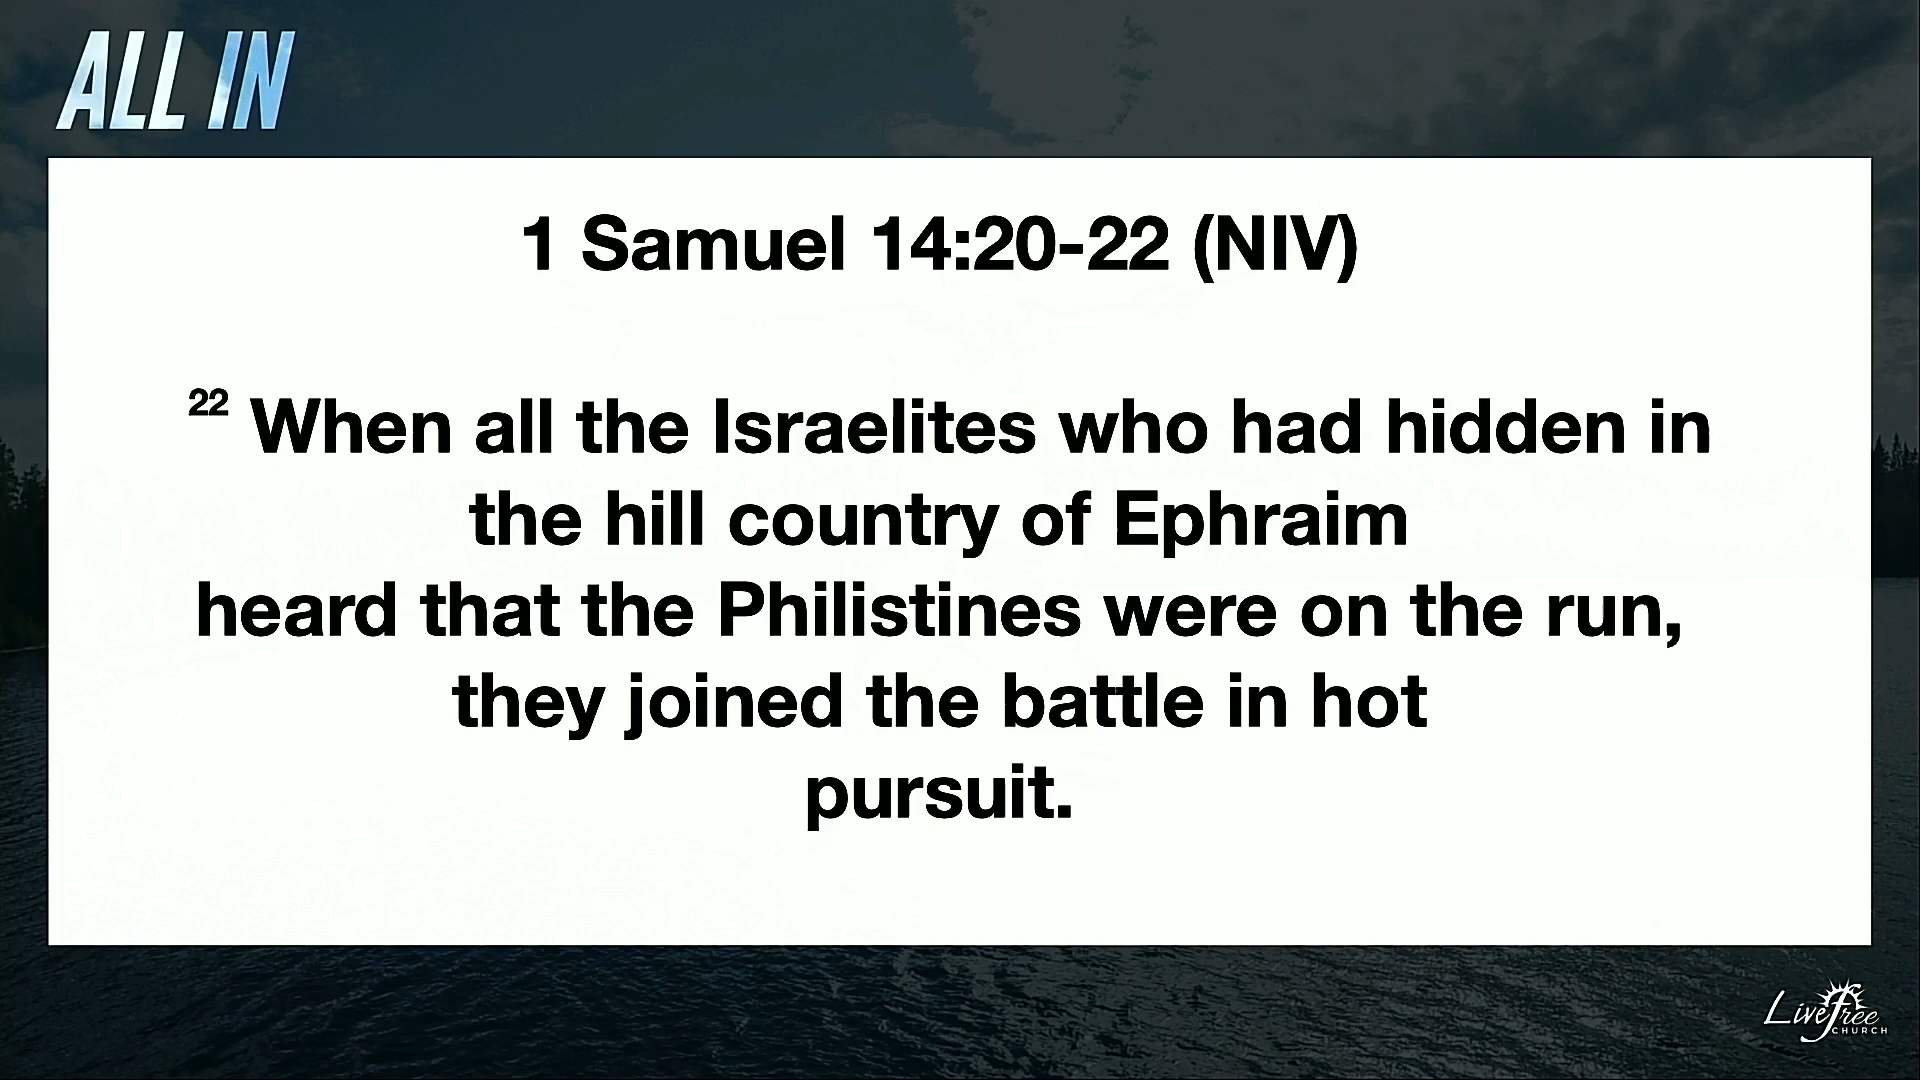 ALL IN
1 Samuel 14:20-22 (NIV)
22 When all the Israelites who had hidden in
the hill country of Ephraim
heard that the Philistines were on the run,
they joined the battle in hot
pursuit.
Live Free
CHURCH